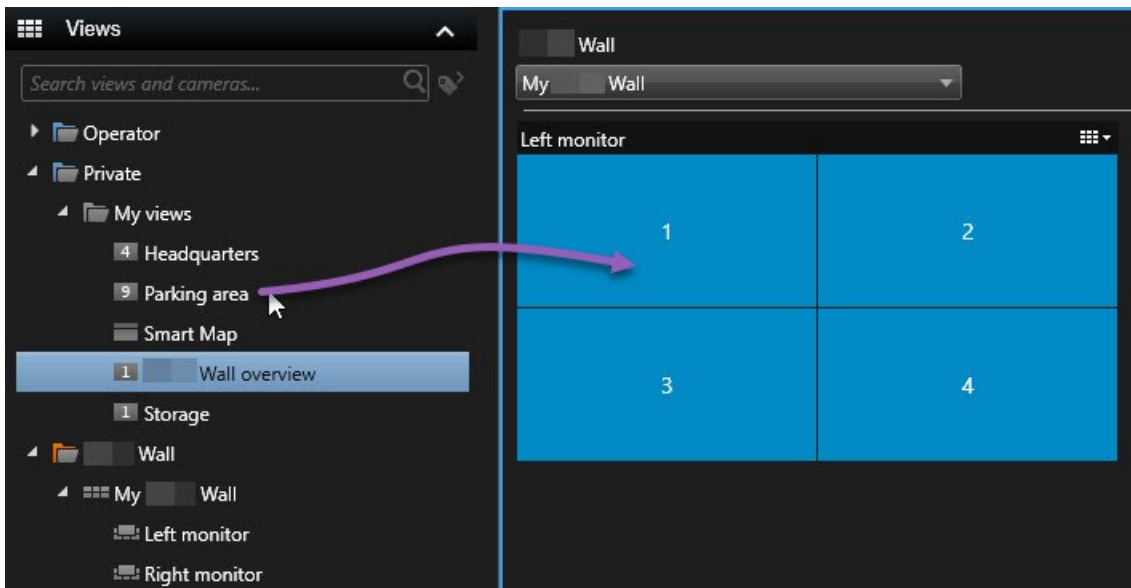 Views
Search views and cameras...
Operator
Private
My views
4 Headquarters
9 Parking area
Smart Map
1 Wall overview
1 Storage
Wall
My Wall
Left monitor
Right monitor
Wall
My Wall
Left monitor
1 2
3 4